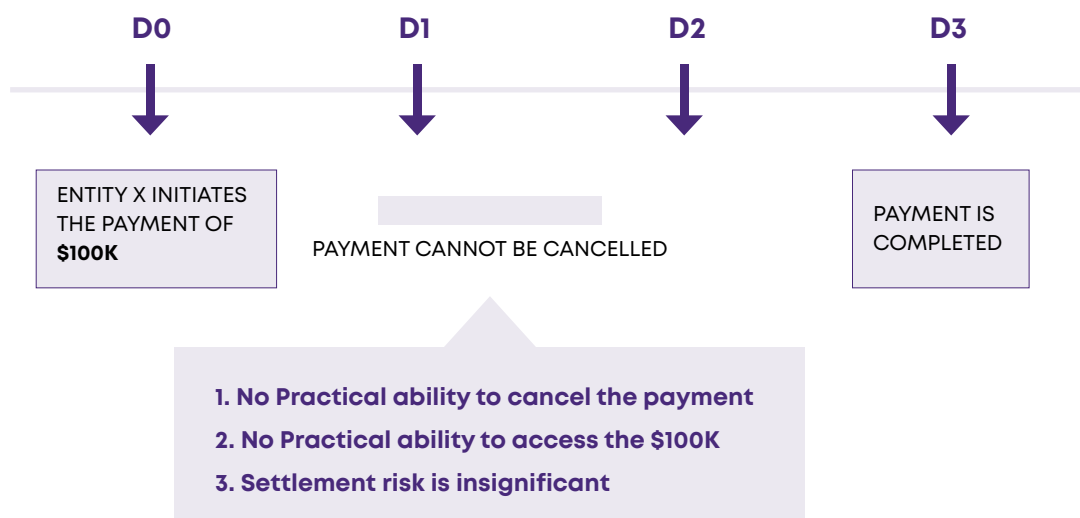 D0
D1
D2
D3
ENTITY X INITIATES
THE PAYMENT OF
$100K
PAYMENT CANNOT BE CANCELLED
PAYMENT IS
COMPLETED
1. No Practical ability to cancel the payment
2. No Practical ability to access the $100K
3. Settlement risk is insignificant